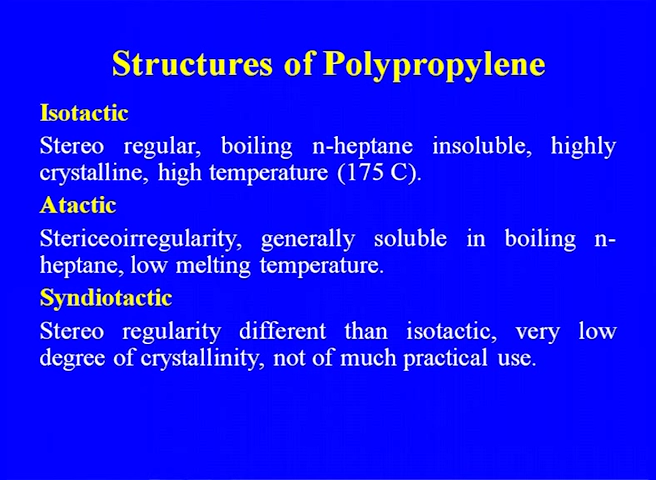 Structures of Polypropylene
Isotactic
Stereo regular, boiling n-heptane insoluble, highly
crystalline, high temperature (175 C).
Atactic
Stericeoirregularity, generally soluble in boiling n-
heptane, low melting temperature.
Syndiotactic
Stereo regularity different than isotactic, very low
degree of crystallinity, not of much practical use.